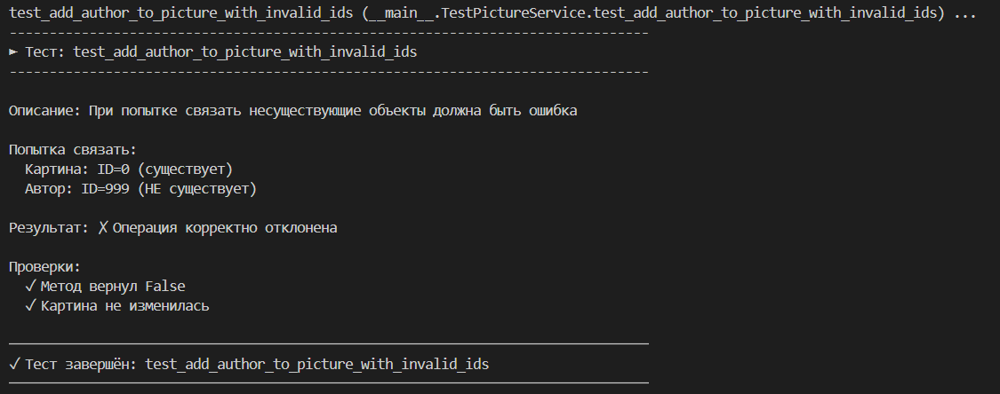 test_add_author_to_picture_with_invalid_ids (__main__.TestPictureService.test_add_author_to_picture_with_invalid_ids) ...
--------------------------------------------------------------------------------
► Тест: test_add_author_to_picture_with_invalid_ids
--------------------------------------------------------------------------------
Описание: При попытке связать несуществующие объекты должна быть ошибка
Попытка связать:
Картина: ID=0 (существует)
Автор: ID=999 (НЕ существует)
Результат: ✗ Операция корректно отклонена
Проверки:
✓ Метод вернул False
✓ Картина не изменилась
────────────────────────────────────────────────────────────────────────────────
✓ Тест завершён: test_add_author_to_picture_with_invalid_ids
────────────────────────────────────────────────────────────────────────────────